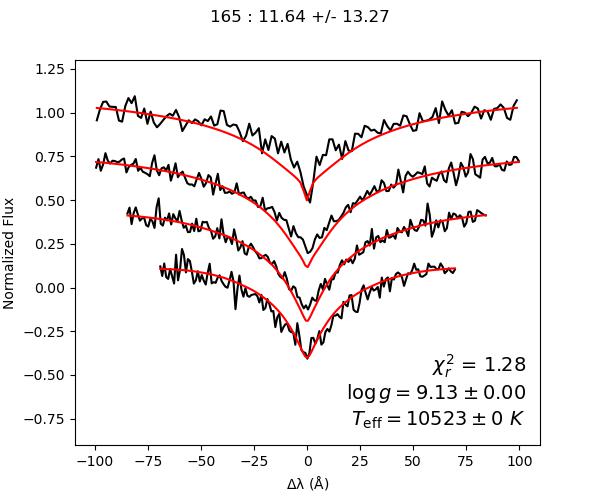 165 : 11.64 +/- 13.27
Normalized Flux
1.25
1.00
0.75
0.50
0.25
0.00
−0.25
−0.50
−0.75
χ²ᵣ = 1.28
log g = 9.13 ± 0.00
T_eff = 10523 ± 0 K
−100 −75 −50 −25 0 25 50 75 100
Δλ (Å)